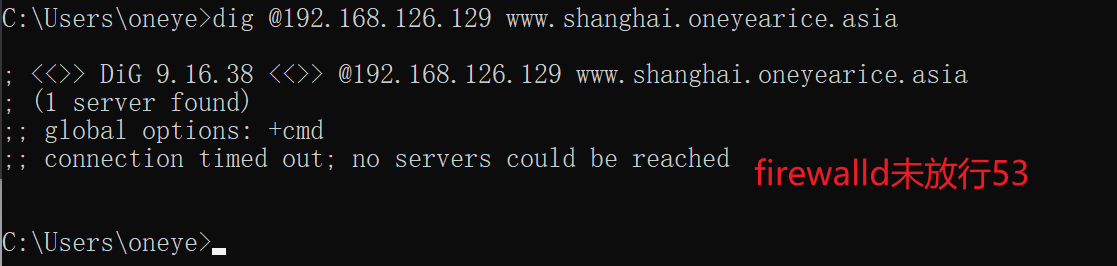 C:\Users\oneye>dig @192.168.126.129 www.shanghai.oneyearice.asia
; <<>> DiG 9.16.38 <<>> @192.168.126.129 www.shanghai.oneyearice.asia
; (1 server found)
;; global options: +cmd
;; connection timed out; no servers could be reached
firewalld未放行53
C:\Users\oneye>